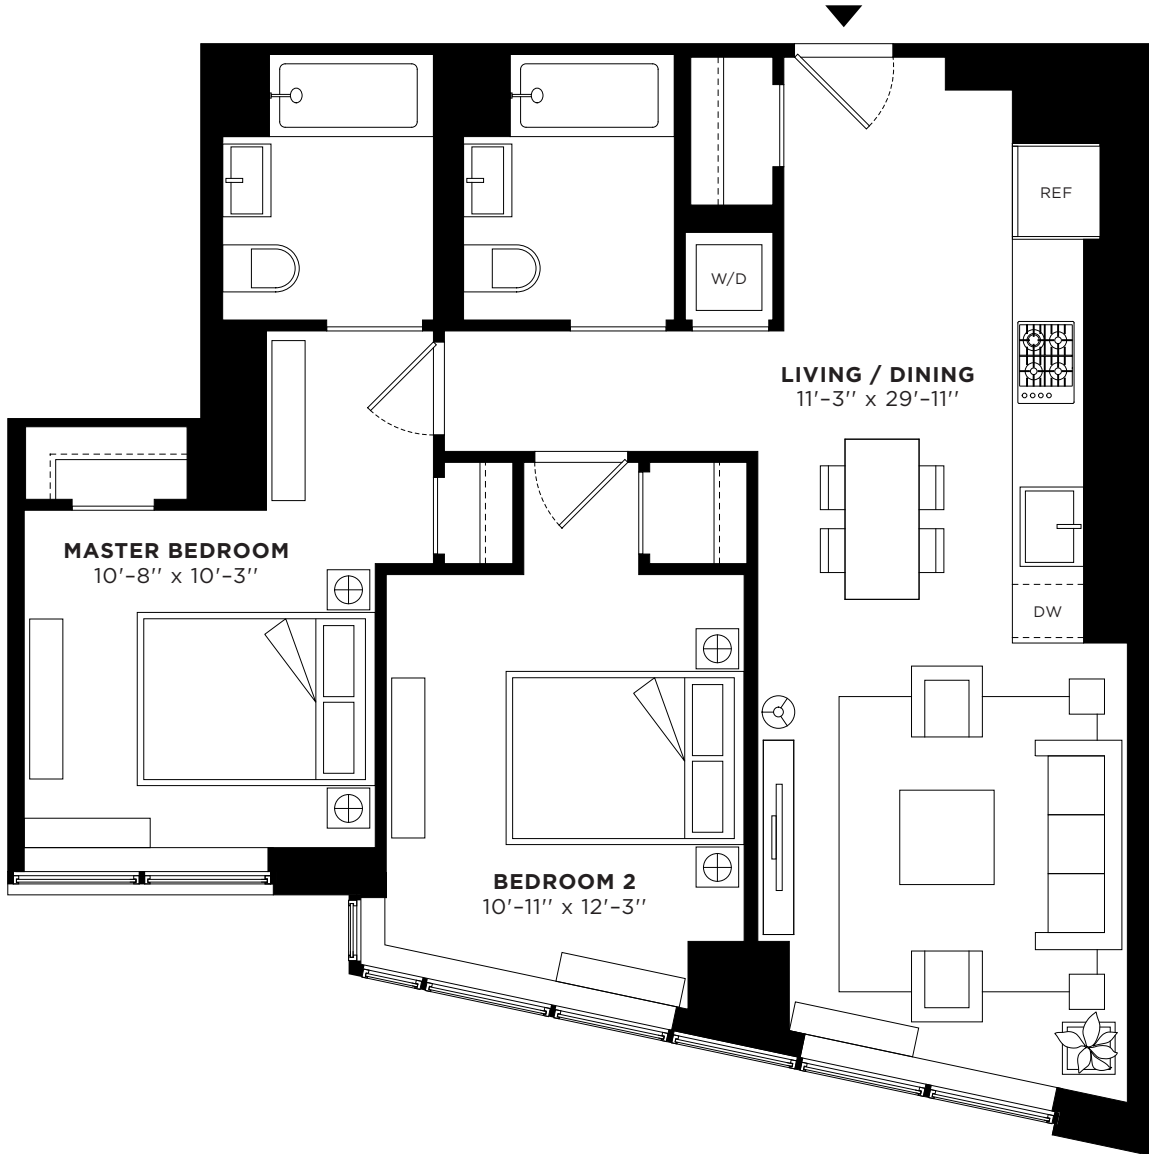 REF
W/D
LIVING / DINING
11'-3'' x 29'-11''
MASTER BEDROOM
10'-8'' x 10'-3''
DW
BEDROOM 2
10'-11'' x 12'-3''